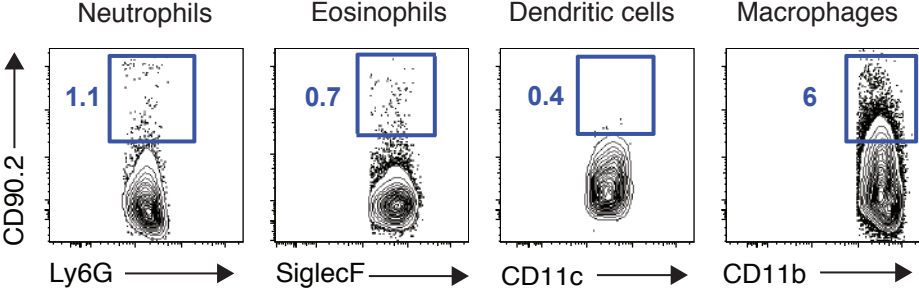 Neutrophils Eosinophils Dendritic cells Macrophages
1.1 0.7 0.4 6
CD90.2
Ly6G SiglecF CD11c CD11b